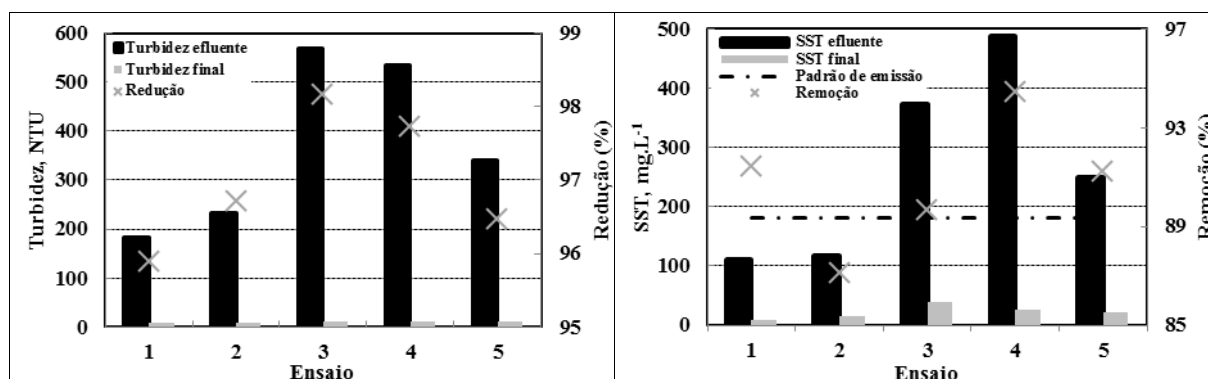 600
500
400
300
200
100
0
Turbidez, NTU
Turbidez efluente
Turbidez final
Redução
99
98
97
96
95
Redução (%)
1 2 3 4 5
Ensaio
500
400
300
200
100
0
SST, mg.L⁻¹
SST efluente
SST final
Padrão de emissão
Remoção
97
93
89
85
Remoção (%)
1 2 3 4 5
Ensaio